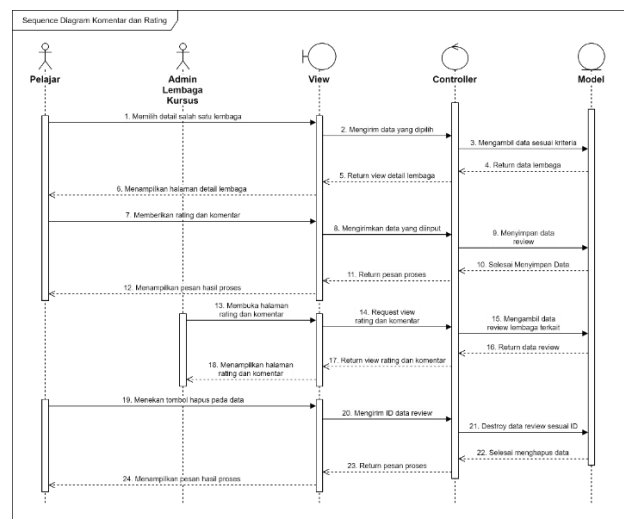 Sequence Diagram Komentar dan Rating
Pelajar
Admin
Lembaga
Kursus
View
Controller
Model
1. Memilih detail salah satu lembaga
2. Mengirim data yang dipilih
3. Mengambil data sesuai kriteria
4. Return data lembaga
5. Return view detail lembaga
6. Menampilkan halaman detail lembaga
7. Memberikan rating dan komentar
8. Mengirimkan data yang diinput
9. Menyimpan data
review
10. Selesai Menyimpan Data
11. Return pesan proses
12. Menampilkan pesan hasil proses
13. Membuka halaman
rating dan komentar
14. Request view
rating dan komentar
15. Mengambil data
review lembaga terkait
16. Return data review
17. Return view rating dan komentar
18. Menampilkan halaman
rating dan komentar
19. Menekan tombol hapus pada data
20. Mengirim ID data review
21. Destroy data review sesuai ID
22. Selesai menghapus data
23. Return pesan proses
24. Menampilkan pesan hasil proses